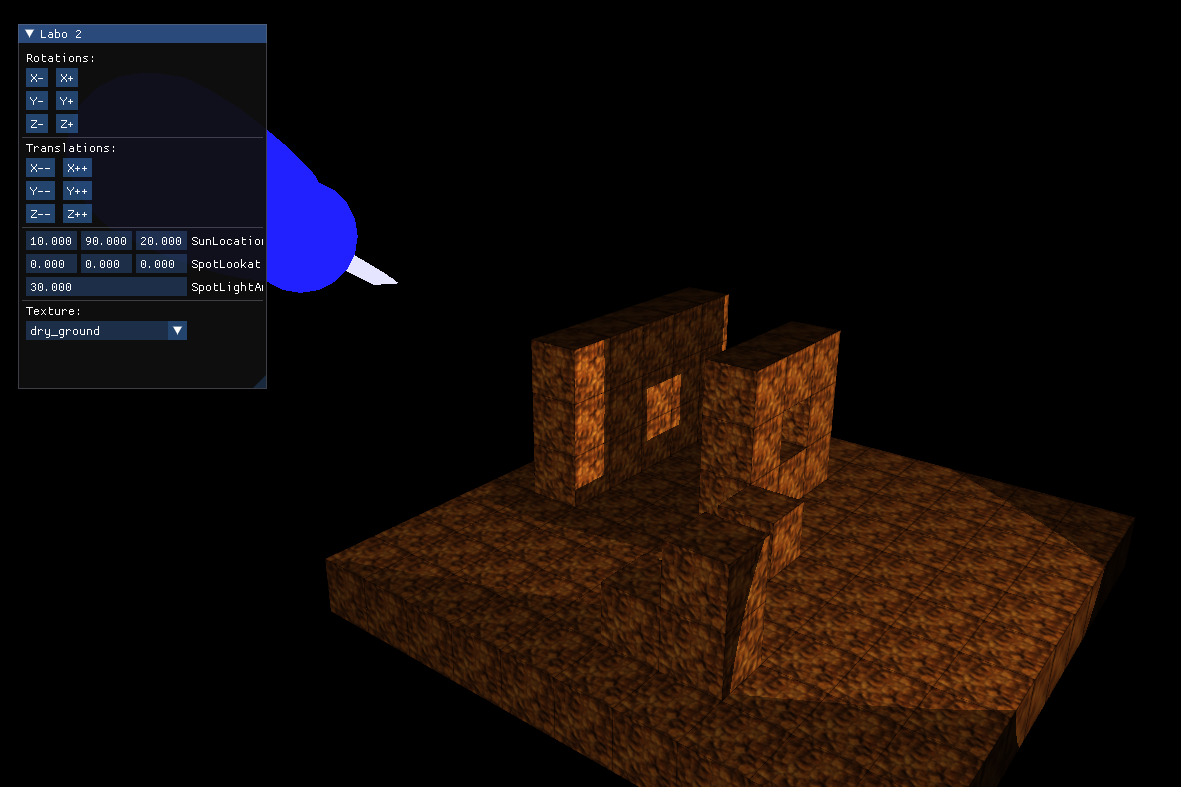 Labo 2
Rotations:
X- X+
Y- Y+
Z- Z+
Translations:
X-- X++
Y-- Y++
Z-- Z++
10.000 90.000 20.000 SunLocation
0.000 0.000 0.000 SpotLookat
30.000 SpotLightA
Texture:
dry_ground